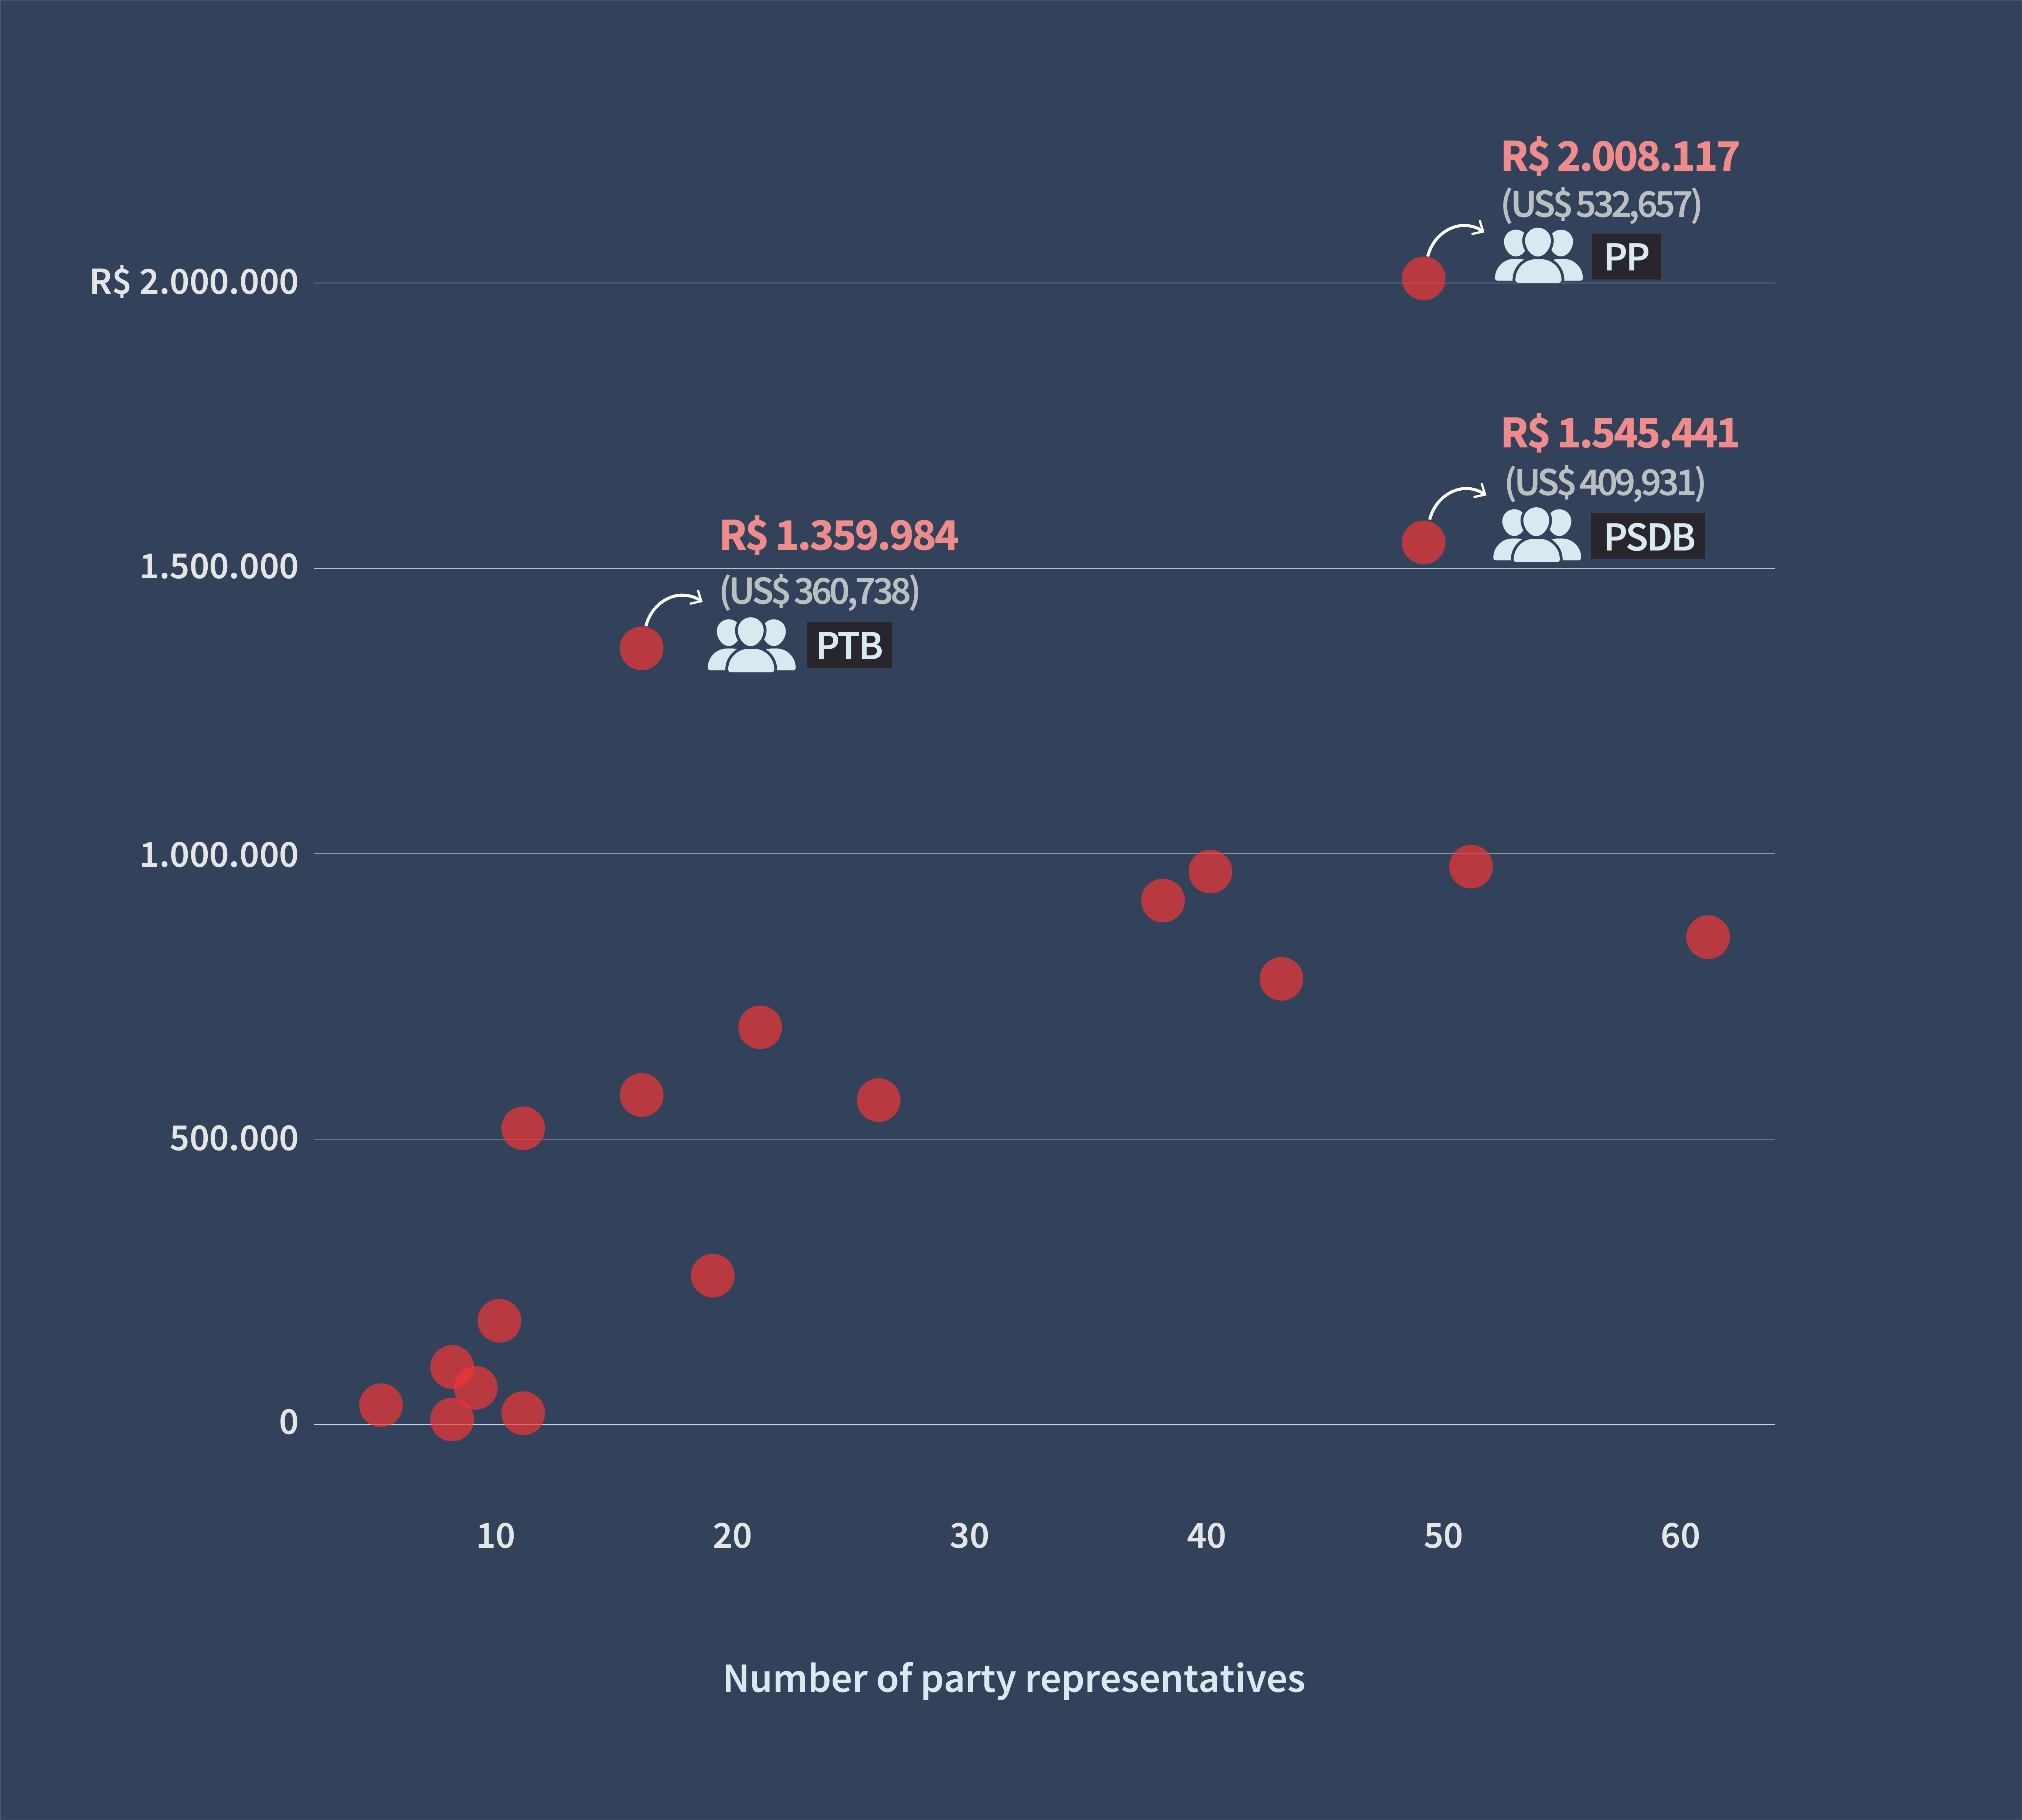 R$ 2.008.117
(US$ 532,657)
PP
R$ 2.000.000
R$ 1.545.441
(US$ 409,931)
PSDB
R$ 1.359.984
1.500.000
(US$ 360,738)
PTB
1.000.000
500.000
0
10 20 30 40 50 60
Number of party representatives